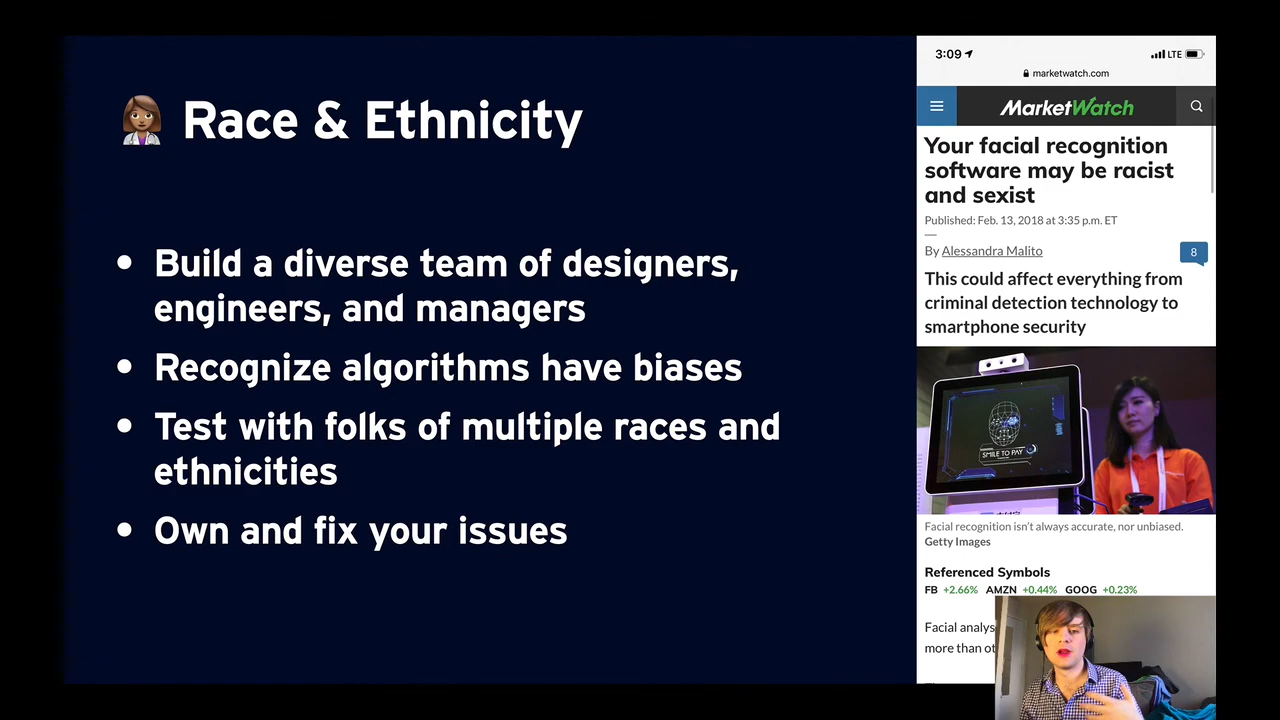 Race & Ethnicity
• Build a diverse team of designers,
engineers, and managers
• Recognize algorithms have biases
• Test with folks of multiple races and
ethnicities
• Own and fix your issues
3:09
LTE
marketwatch.com
MarketWatch
Your facial recognition
software may be racist
and sexist
Published: Feb. 13, 2018 at 3:35 p.m. ET
By Alessandra Malito
8
This could affect everything from
criminal detection technology to
smartphone security
SMILE TO PAY
Facial recognition isn't always accurate, nor unbiased.
Getty Images
Referenced Symbols
FB +2.66% AMZN +0.44% GOOG +0.23%
Facial
more than